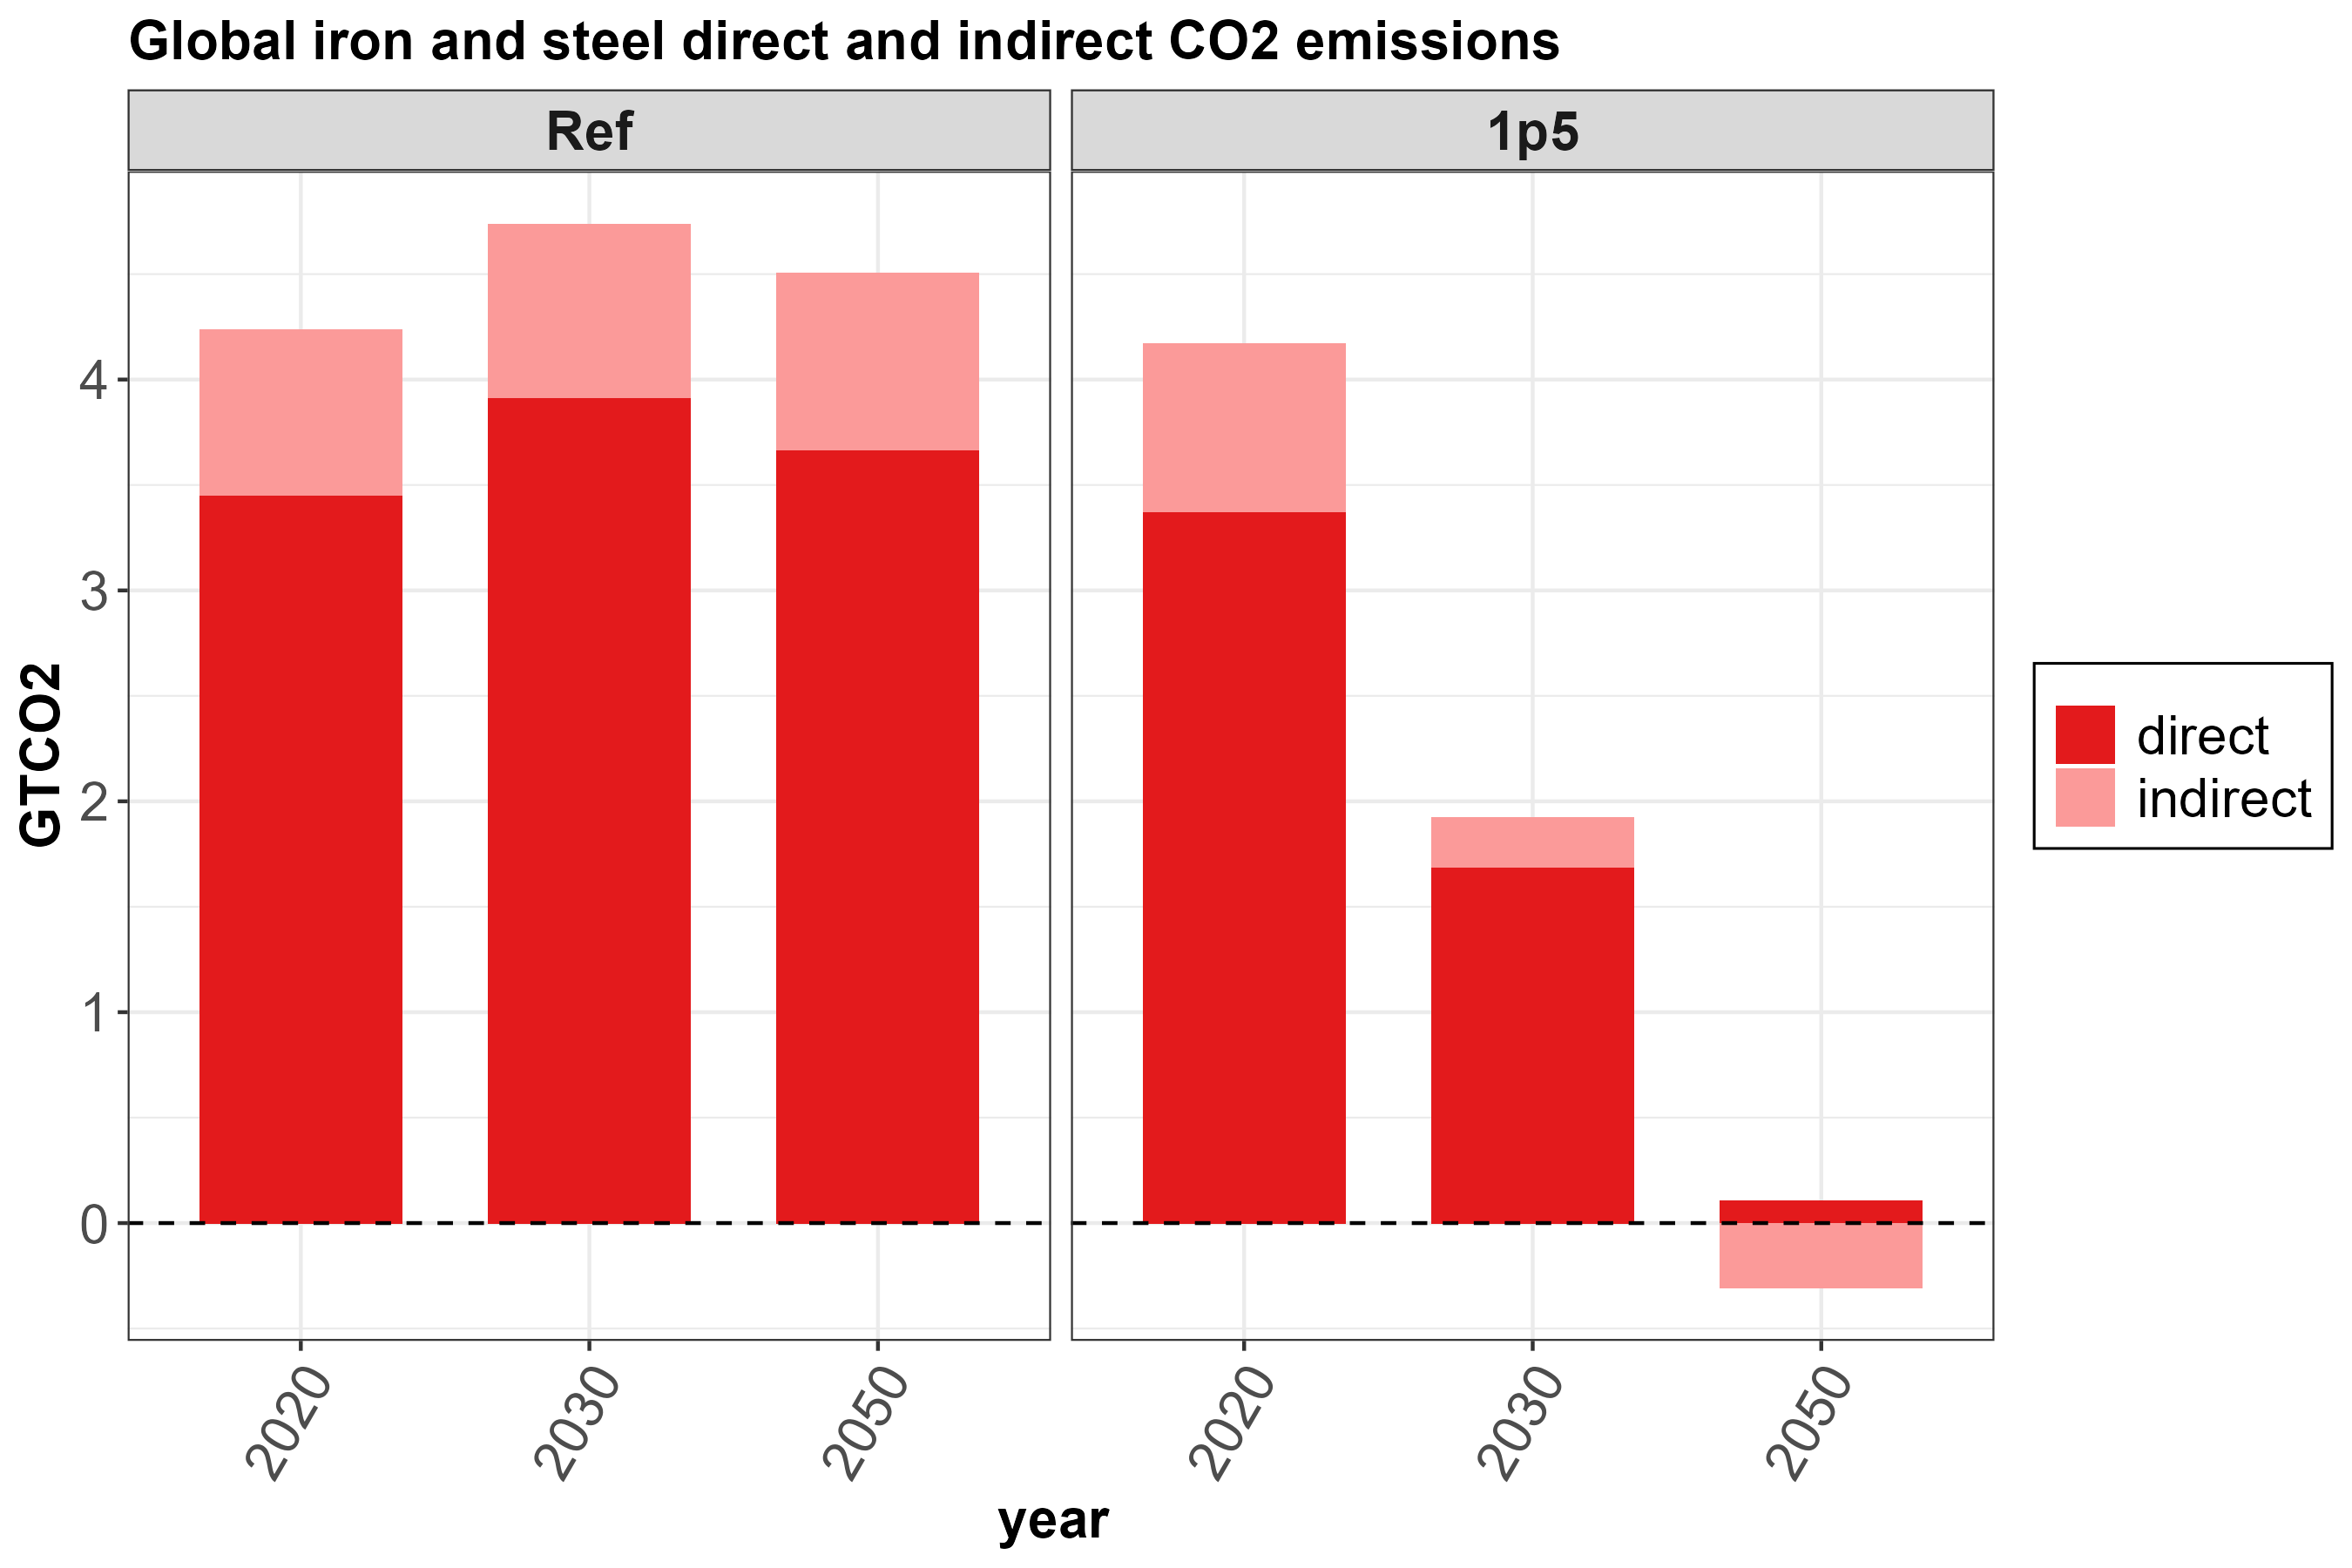 Global iron and steel direct and indirect CO2 emissions
Ref
1p5
GTCO2
4
3
2
1
0
2020
2030
2050
2020
2030
2050
year
direct
indirect